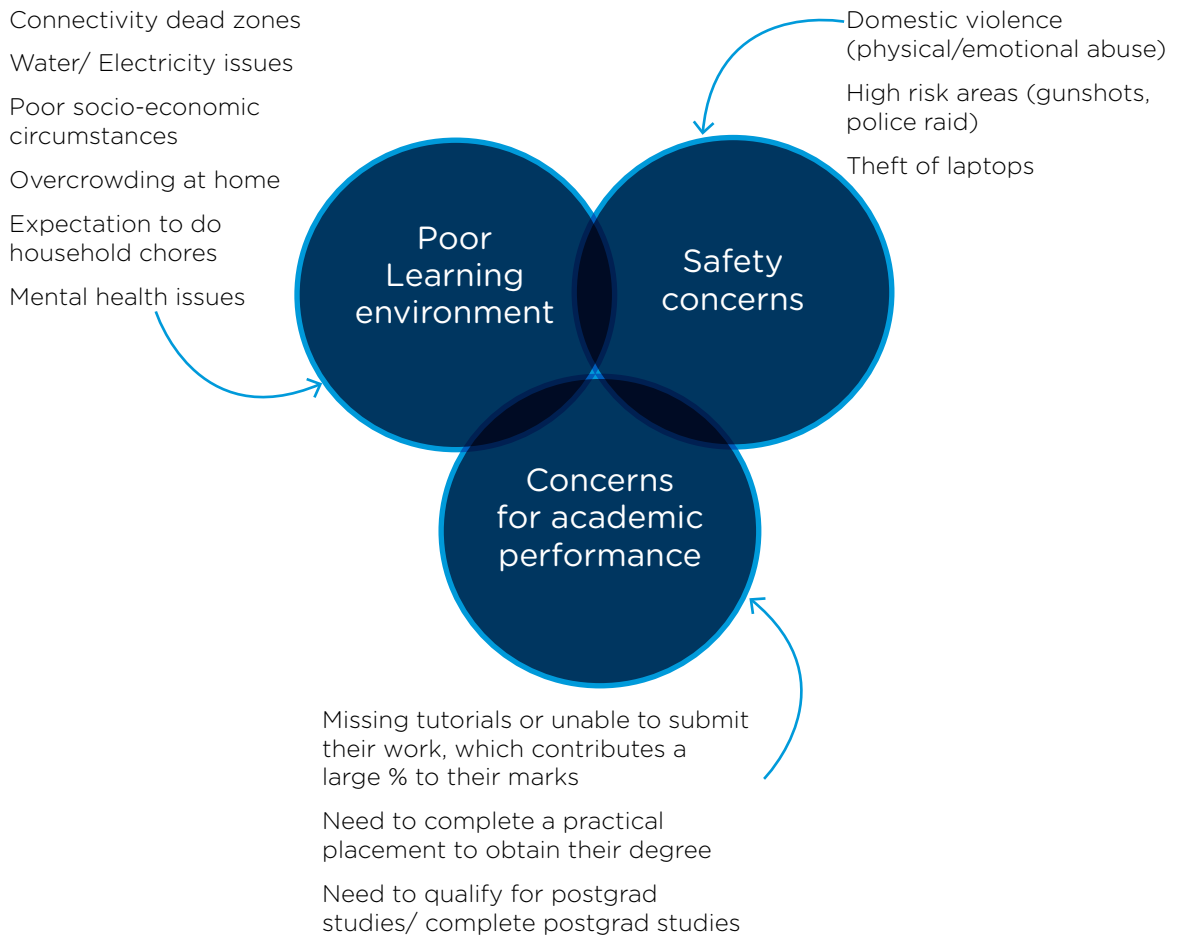 Connectivity dead zones
Water/ Electricity issues
Poor socio-economic
circumstances
Overcrowding at home
Expectation to do
household chores
Mental health issues
Domestic violence
(physical/emotional abuse)
High risk areas (gunshots,
police raid)
Theft of laptops
Poor
Learning
environment
Safety
concerns
Concerns
for academic
performance
Missing tutorials or unable to submit
their work, which contributes a
large % to their marks
Need to complete a practical
placement to obtain their degree
Need to qualify for postgrad
studies/ complete postgrad studies